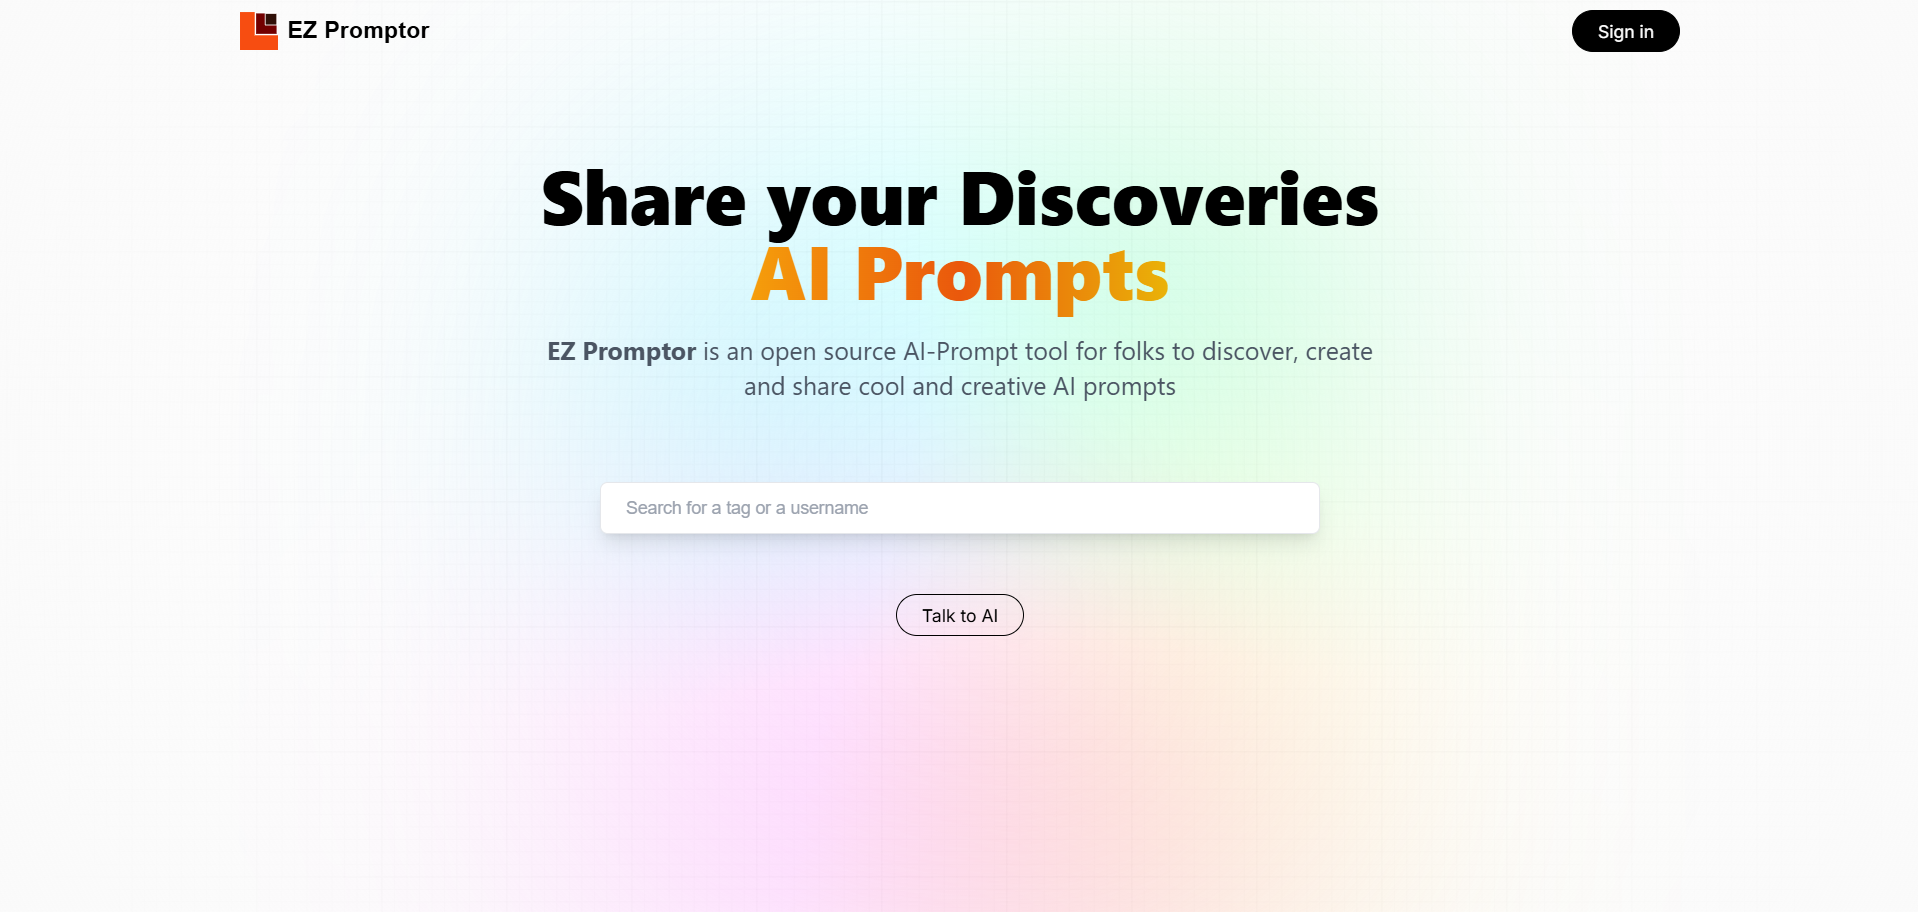 EZ Promptor
Sign in
Share your Discoveries
AI Prompts
EZ Promptor is an open source AI-Prompt tool for folks to discover, create
and share cool and creative AI prompts
Search for a tag or a username
Talk to AI